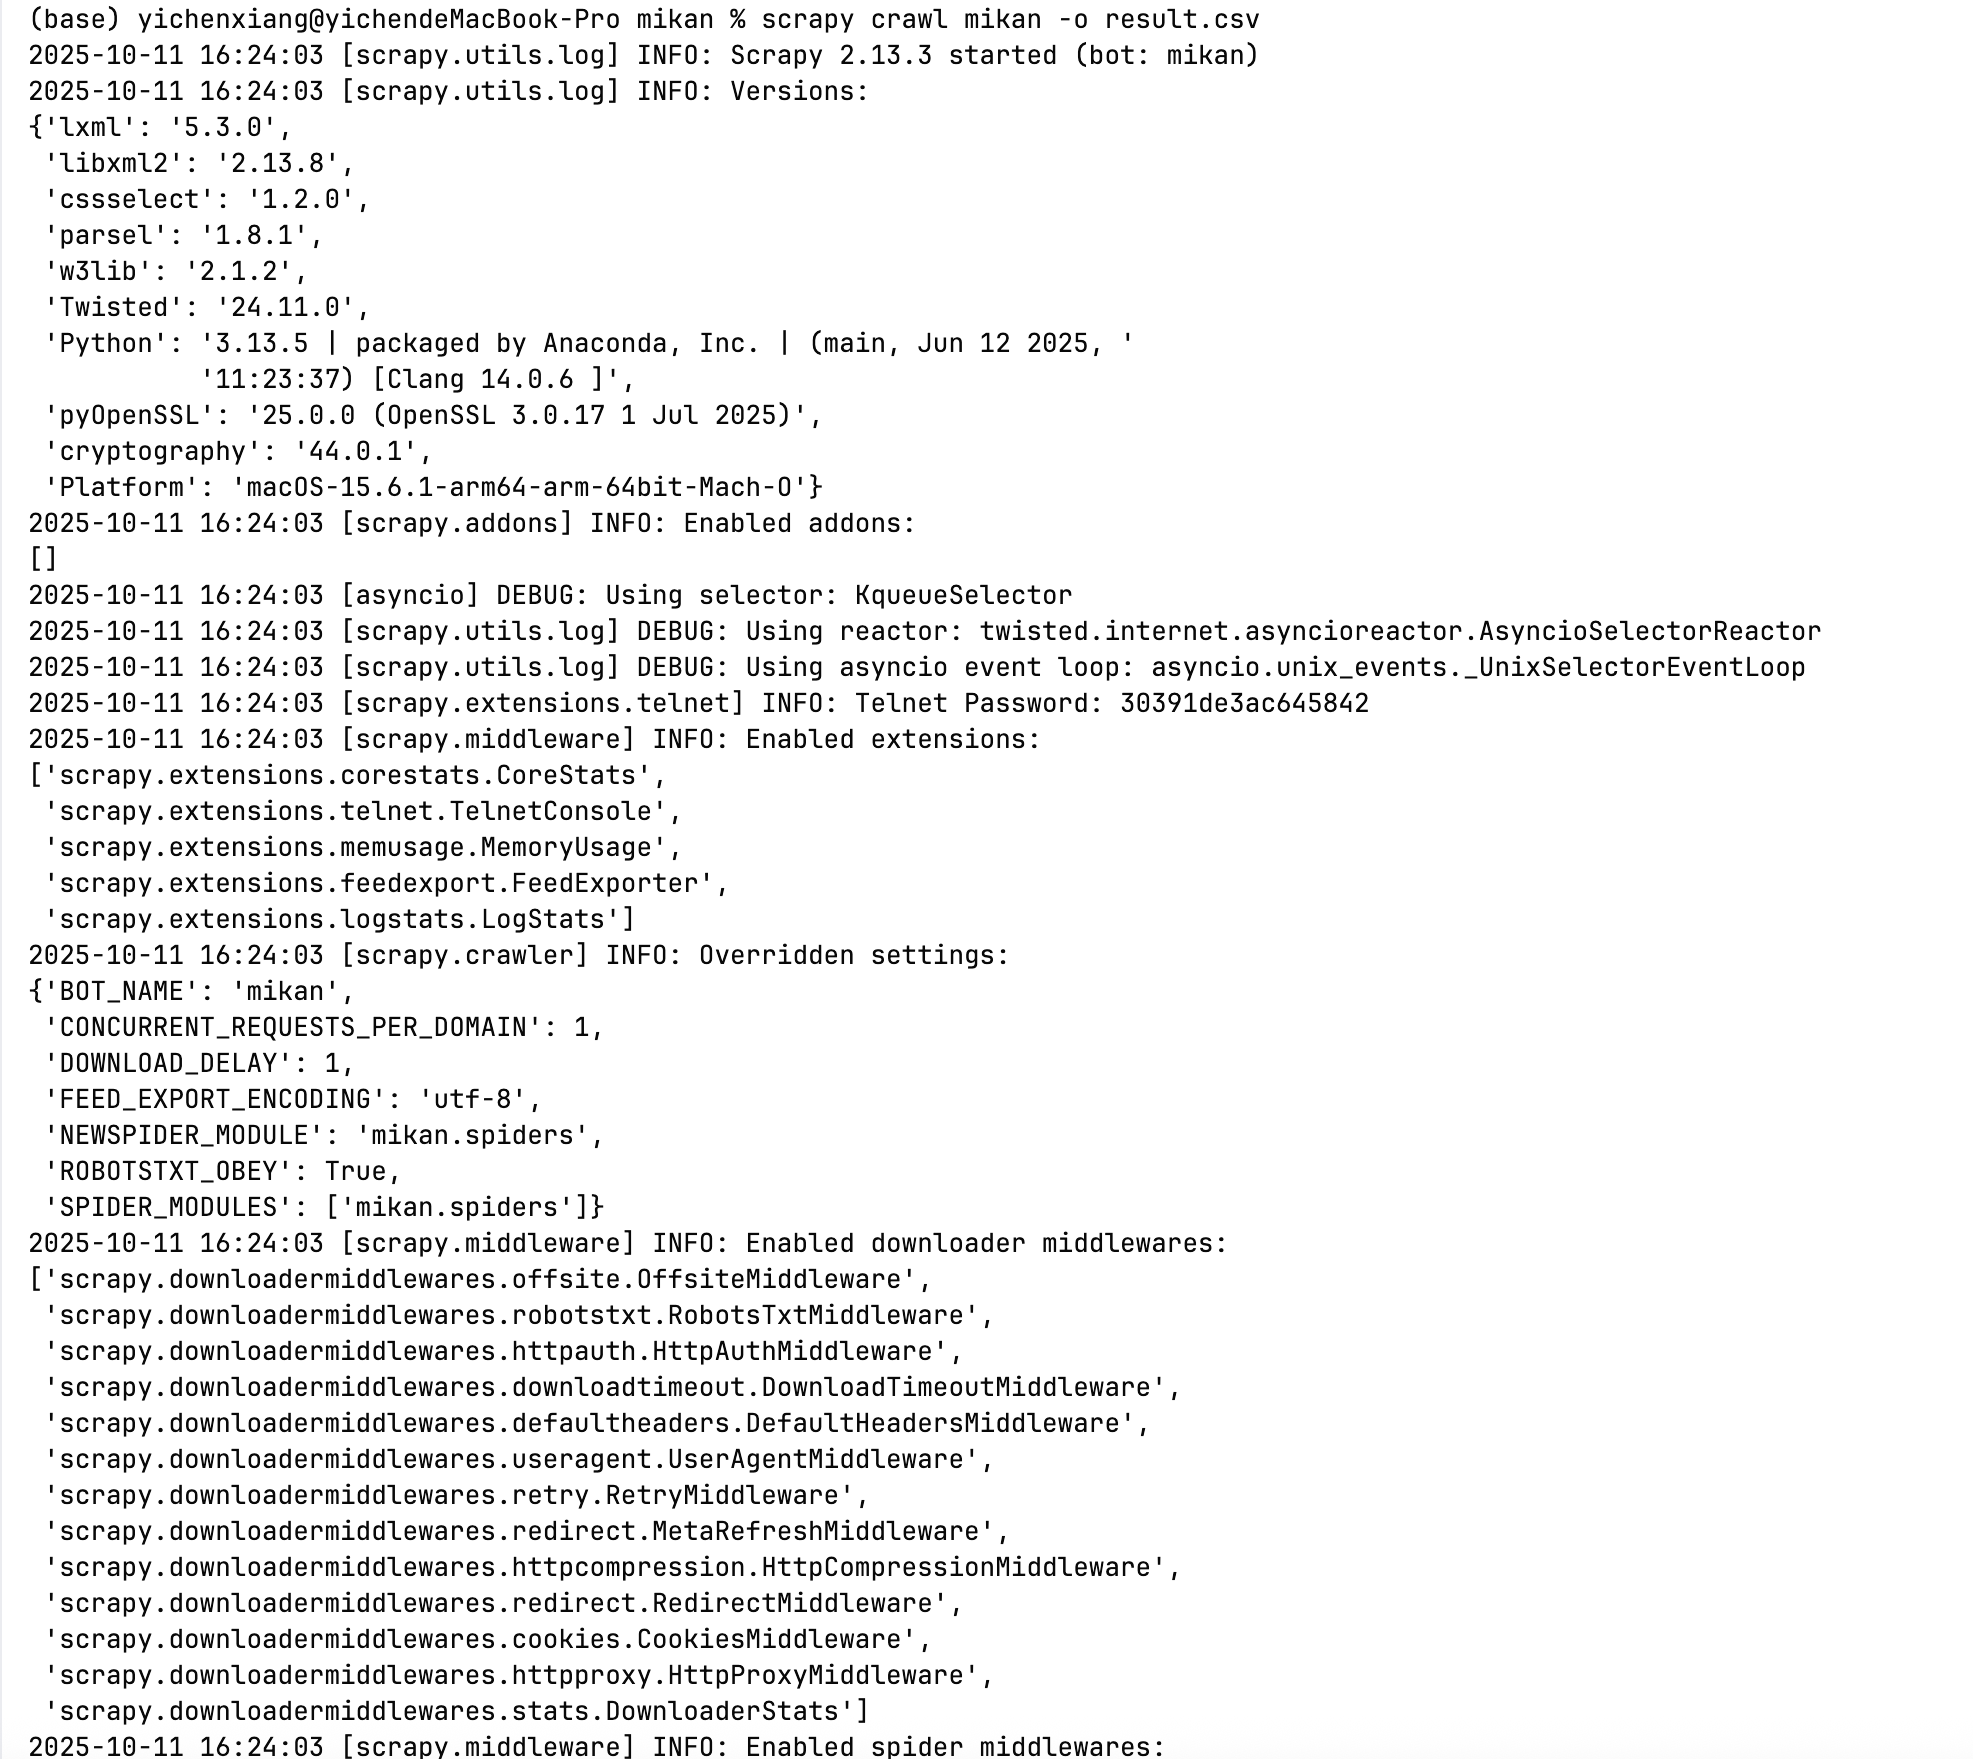 (base) yichenxiang@yichendeMacBook-Pro mikan % scrapy crawl mikan -o result.csv
2025-10-11 16:24:03 [scrapy.utils.log] INFO: Scrapy 2.13.3 started (bot: mikan)
2025-10-11 16:24:03 [scrapy.utils.log] INFO: Versions:
{'lxml': '5.3.0',
 'libxml2': '2.13.8',
 'cssselect': '1.2.0',
 'parsel': '1.8.1',
 'w3lib': '2.1.2',
 'Twisted': '24.11.0',
 'Python': '3.13.5 | packaged by Anaconda, Inc. | (main, Jun 12 2025, '
           '11:23:37) [Clang 14.0.6 ]',
 'pyOpenSSL': '25.0.0 (OpenSSL 3.0.17 1 Jul 2025)',
 'cryptography': '44.0.1',
 'Platform': 'macOS-15.6.1-arm64-arm-64bit-Mach-O'}
2025-10-11 16:24:03 [scrapy.addons] INFO: Enabled addons:
[]
2025-10-11 16:24:03 [asyncio] DEBUG: Using selector: KqueueSelector
2025-10-11 16:24:03 [scrapy.utils.log] DEBUG: Using reactor: twisted.internet.asyncioreactor.AsyncioSelectorReactor
2025-10-11 16:24:03 [scrapy.utils.log] DEBUG: Using asyncio event loop: asyncio.unix_events._UnixSelectorEventLoop
2025-10-11 16:24:03 [scrapy.extensions.telnet] INFO: Telnet Password: 30391de3ac645842
2025-10-11 16:24:03 [scrapy.middleware] INFO: Enabled extensions:
['scrapy.extensions.corestats.CoreStats',
 'scrapy.extensions.telnet.TelnetConsole',
 'scrapy.extensions.memusage.MemoryUsage',
 'scrapy.extensions.feedexport.FeedExporter',
 'scrapy.extensions.logstats.LogStats']
2025-10-11 16:24:03 [scrapy.crawler] INFO: Overridden settings:
{'BOT_NAME': 'mikan',
 'CONCURRENT_REQUESTS_PER_DOMAIN': 1,
 'DOWNLOAD_DELAY': 1,
 'FEED_EXPORT_ENCODING': 'utf-8',
 'NEWSPIDER_MODULE': 'mikan.spiders',
 'ROBOTSTXT_OBEY': True,
 'SPIDER_MODULES': ['mikan.spiders']}
2025-10-11 16:24:03 [scrapy.middleware] INFO: Enabled downloader middlewares:
['scrapy.downloadermiddlewares.offsite.OffsiteMiddleware',
 'scrapy.downloadermiddlewares.robotstxt.RobotsTxtMiddleware',
 'scrapy.downloadermiddlewares.httpauth.HttpAuthMiddleware',
 'scrapy.downloadermiddlewares.downloadtimeout.DownloadTimeoutMiddleware',
 'scrapy.downloadermiddlewares.defaultheaders.DefaultHeadersMiddleware',
 'scrapy.downloadermiddlewares.useragent.UserAgentMiddleware',
 'scrapy.downloadermiddlewares.retry.RetryMiddleware',
 'scrapy.downloadermiddlewares.redirect.MetaRefreshMiddleware',
 'scrapy.downloadermiddlewares.httpcompression.HttpCompressionMiddleware',
 'scrapy.downloadermiddlewares.redirect.RedirectMiddleware',
 'scrapy.downloadermiddlewares.cookies.CookiesMiddleware',
 'scrapy.downloadermiddlewares.httpproxy.HttpProxyMiddleware',
 'scrapy.downloadermiddlewares.stats.DownloaderStats']
2025-10-11 16:24:03 [scrapy.middleware] INFO: Enabled spider middlewares: